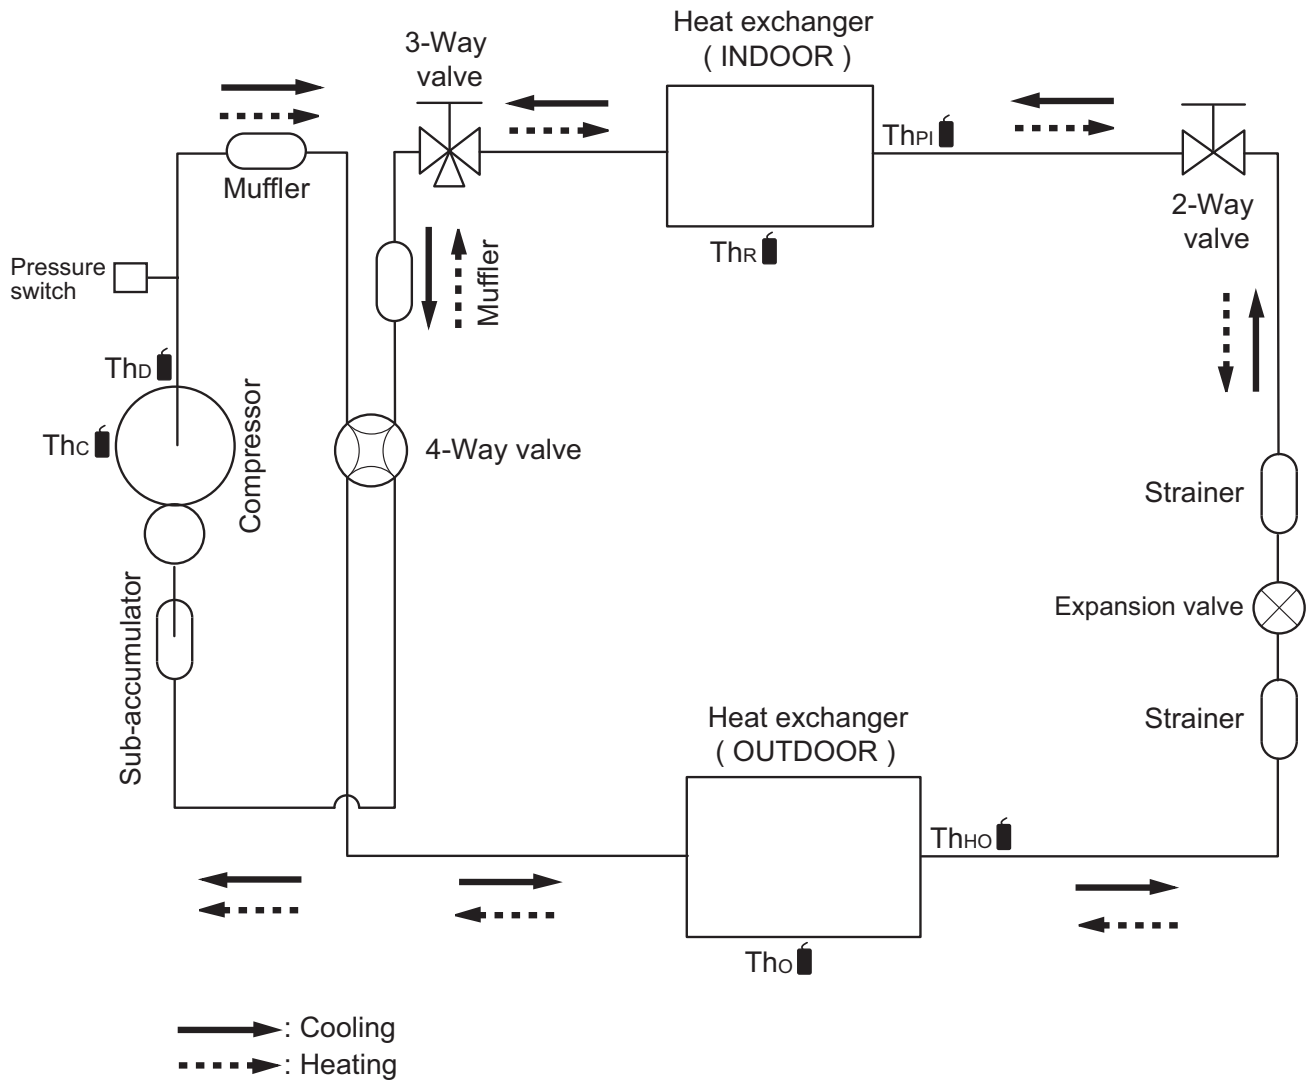 Heat exchanger
( INDOOR )
3-Way
valve
ThPI
Muffler
2-Way
valve
ThR
Muffler
Pressure
switch
ThD
Compressor
ThC
4-Way valve
Strainer
Sub-accumulator
Expansion valve
Heat exchanger
( OUTDOOR )
Strainer
ThHO
ThO
: Cooling
: Heating